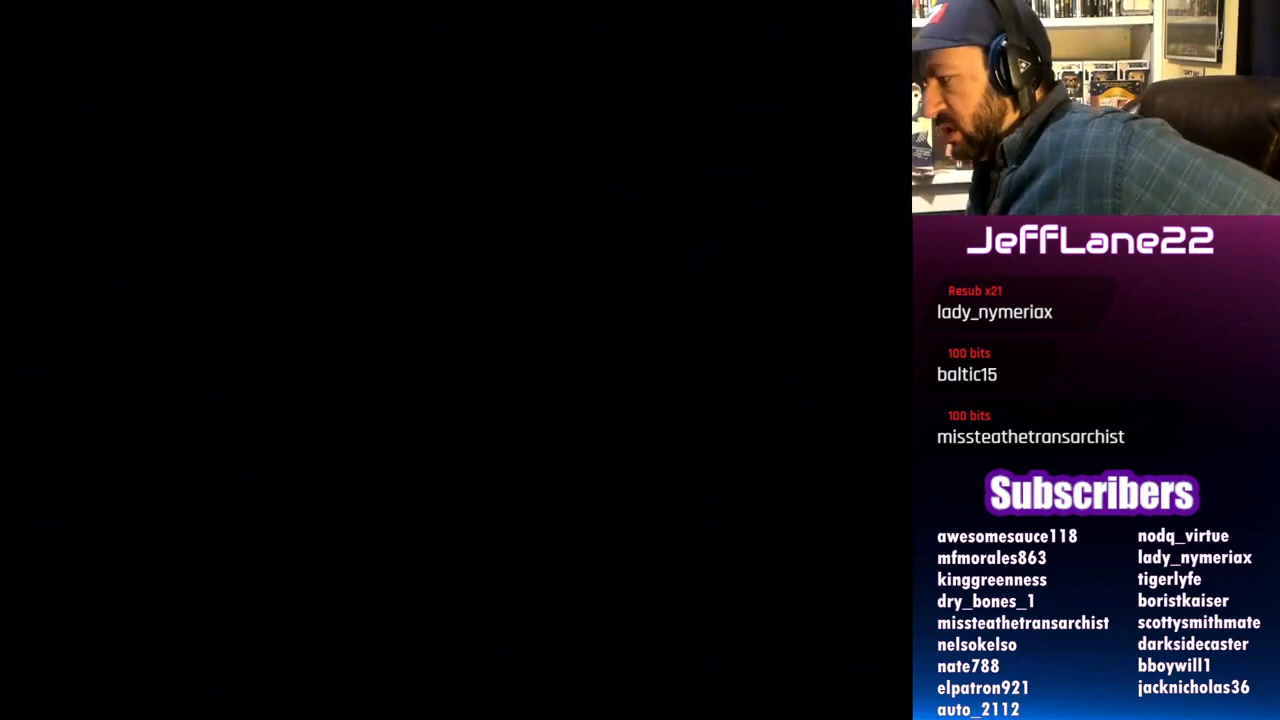 JeffLane22
Resub x21
lady_nymeriax
100 bits
baltic15
100 bits
missteathetransarchist
Subscribers
awesomesauce118
mfmorales863
kinggreenness
dry_bones_1
missteathetransarchist
nelsokelso
nate788
elpatron921
auto_2112
nodq_virtue
lady_nymeriax
tigerlyfe
boristkaiser
scottysmithmate
darksidecaster
bboywill1
jacknicholas36